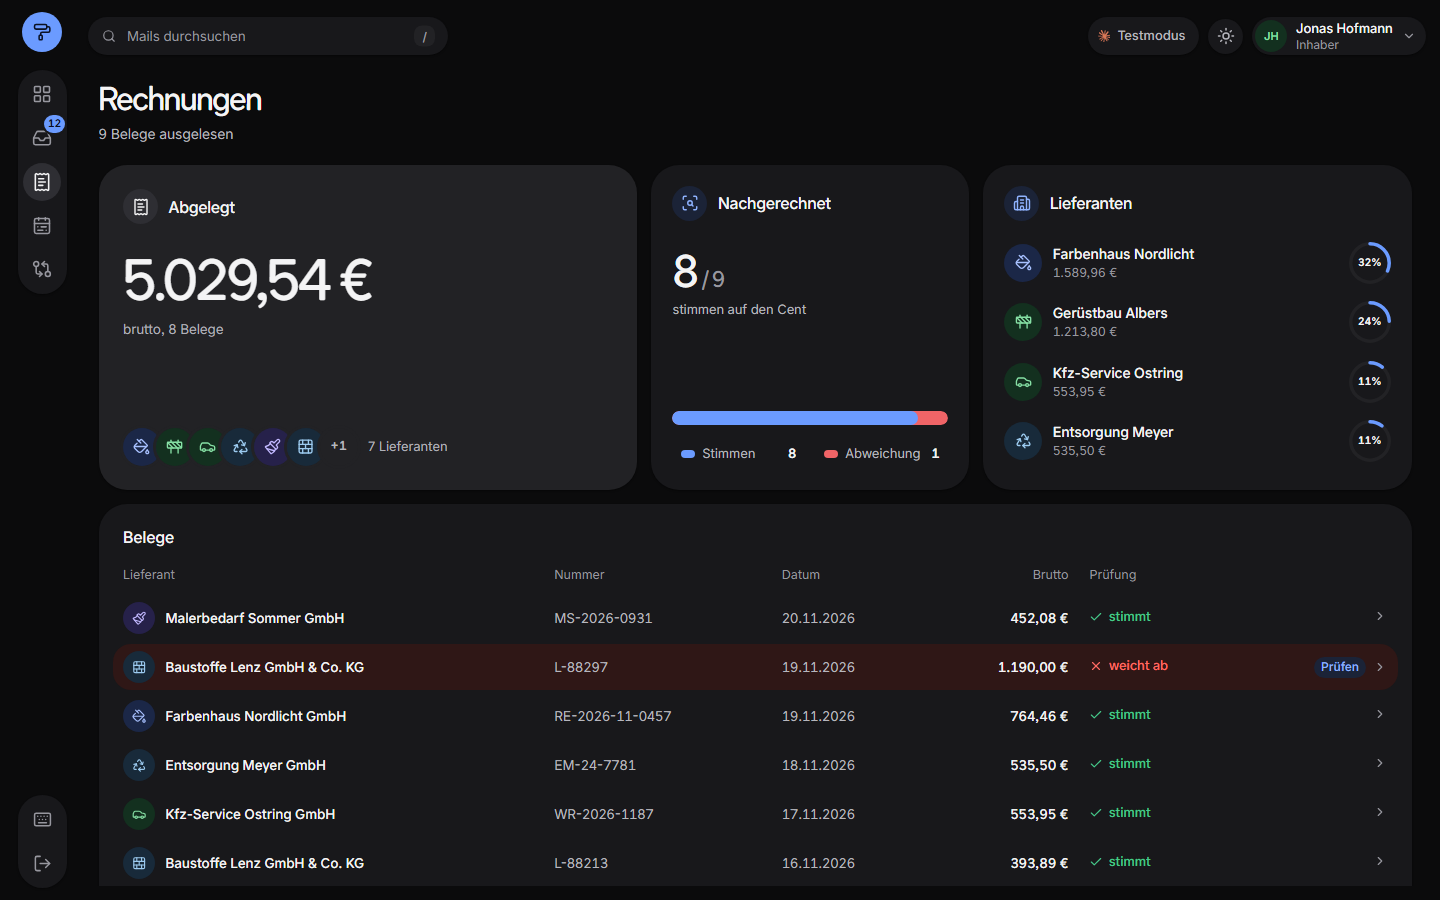 Mails durchsuchen
/
Testmodus
JH
Jonas Hofmann
Inhaber
12
Rechnungen
9 Belege ausgelesen
Abgelegt
5.029,54 €
brutto, 8 Belege
+1
7 Lieferanten
Nachgerechnet
8/9
stimmen auf den Cent
Stimmen 8
Abweichung 1
Lieferanten
Farbenhaus Nordlicht
1.589,96 €
32%
Gerüstbau Albers
1.213,80 €
24%
Kfz-Service Ostring
553,95 €
11%
Entsorgung Meyer
535,50 €
11%
Belege
Lieferant Nummer Datum Brutto Prüfung
Malerbedarf Sommer GmbH MS-2026-0931 20.11.2026 452,08 € stimmt
Baustoffe Lenz GmbH & Co. KG L-88297 19.11.2026 1.190,00 € weicht ab Prüfen
Farbenhaus Nordlicht GmbH RE-2026-11-0457 19.11.2026 764,46 € stimmt
Entsorgung Meyer GmbH EM-24-7781 18.11.2026 535,50 € stimmt
Kfz-Service Ostring GmbH WR-2026-1187 17.11.2026 553,95 € stimmt
Baustoffe Lenz GmbH & Co. KG L-88213 16.11.2026 393,89 € stimmt